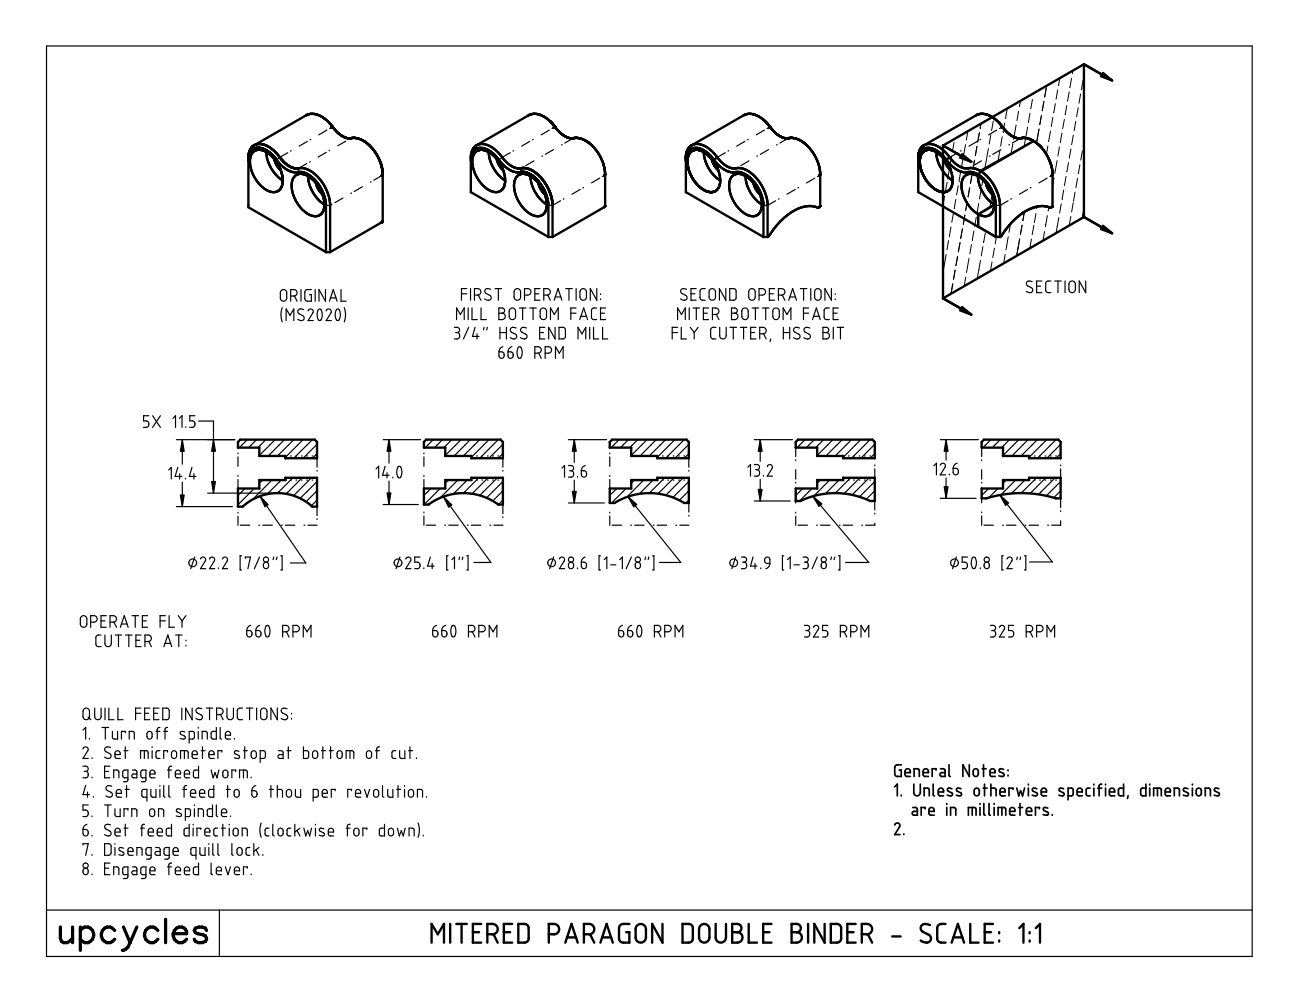 ORIGINAL
(MS2020)
FIRST OPERATION:
MILL BOTTOM FACE
3/4" HSS END MILL
660 RPM
SECOND OPERATION:
MITER BOTTOM FACE
FLY CUTTER, HSS BIT
SECTION
5X 11.5
14.4
14.0
13.6
13.2
12.6
⌀22.2 [7/8"]
⌀25.4 [1"]
⌀28.6 [1-1/8"]
⌀34.9 [1-3/8"]
⌀50.8 [2"]
OPERATE FLY
CUTTER AT:
660 RPM
660 RPM
660 RPM
325 RPM
325 RPM
QUILL FEED INSTRUCTIONS:
1. Turn off spindle.
2. Set micrometer stop at bottom of cut.
3. Engage feed worm.
4. Set quill feed to 6 thou per revolution.
5. Turn on spindle.
6. Set feed direction (clockwise for down).
7. Disengage quill lock.
8. Engage feed lever.
General Notes:
1. Unless otherwise specified, dimensions
are in millimeters.
2.
upcycles
MITERED PARAGON DOUBLE BINDER - SCALE: 1:1